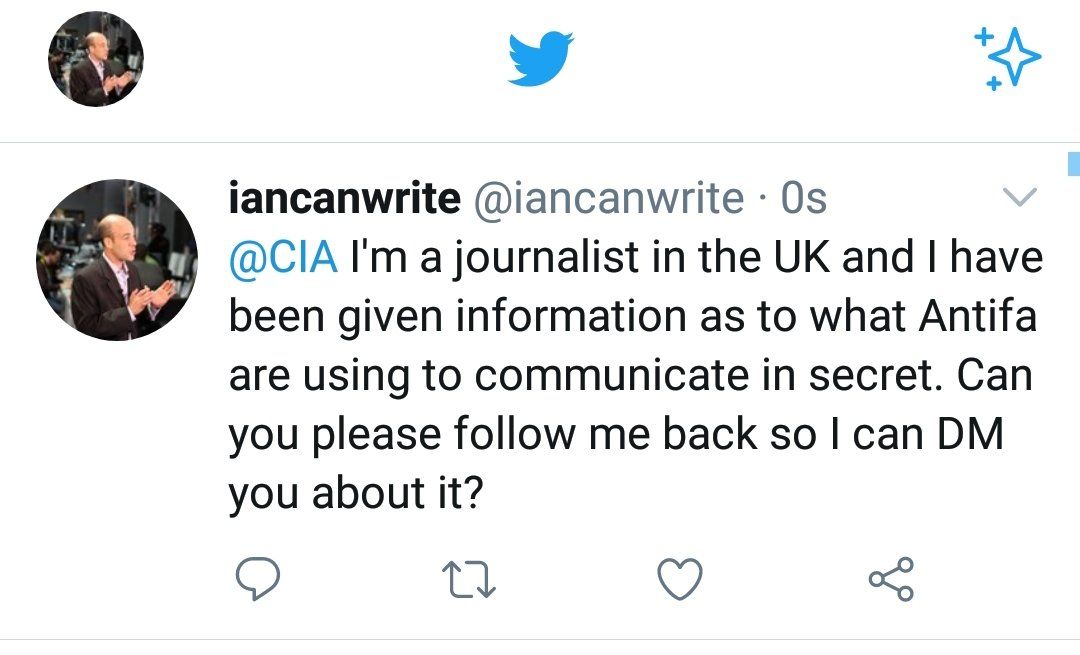 iancanwrite @iancanwrite · 0s
@CIA I'm a journalist in the UK and I have
been given information as to what Antifa
are using to communicate in secret. Can
you please follow me back so I can DM
you about it?